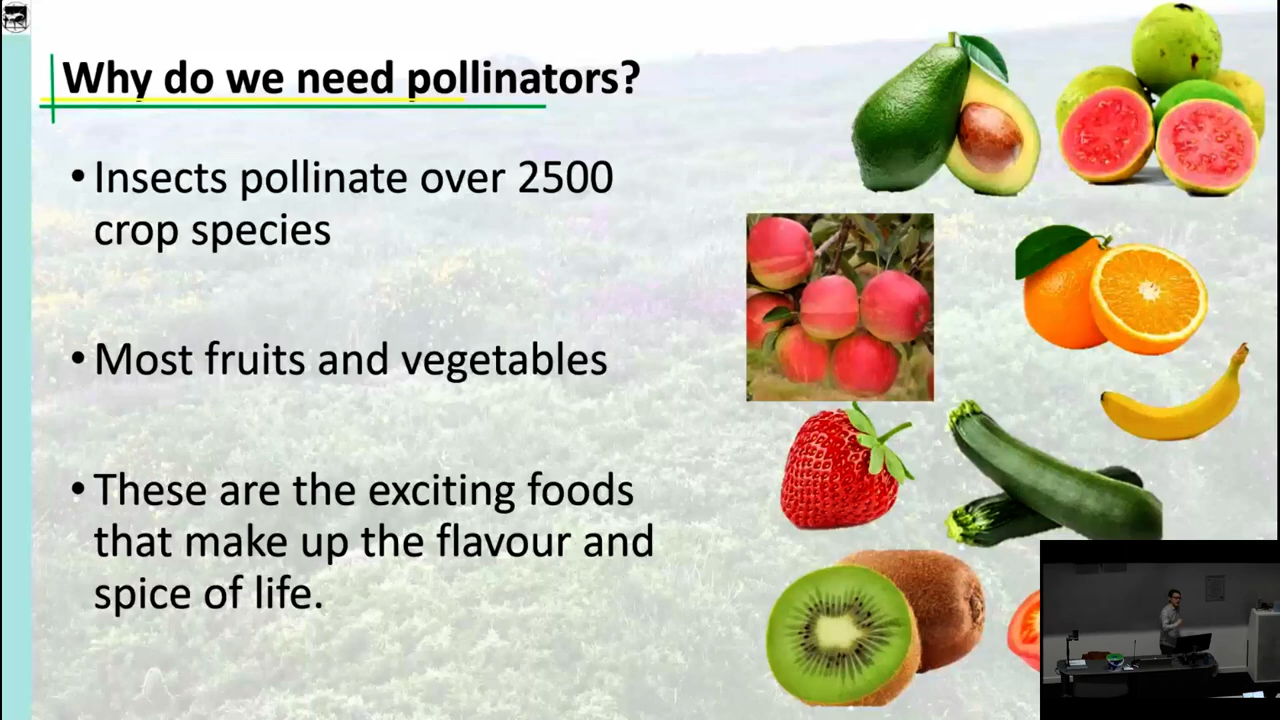 Why do we need pollinators?
• Insects pollinate over 2500
crop species
• Most fruits and vegetables
• These are the exciting foods
that make up the flavour and
spice of life.